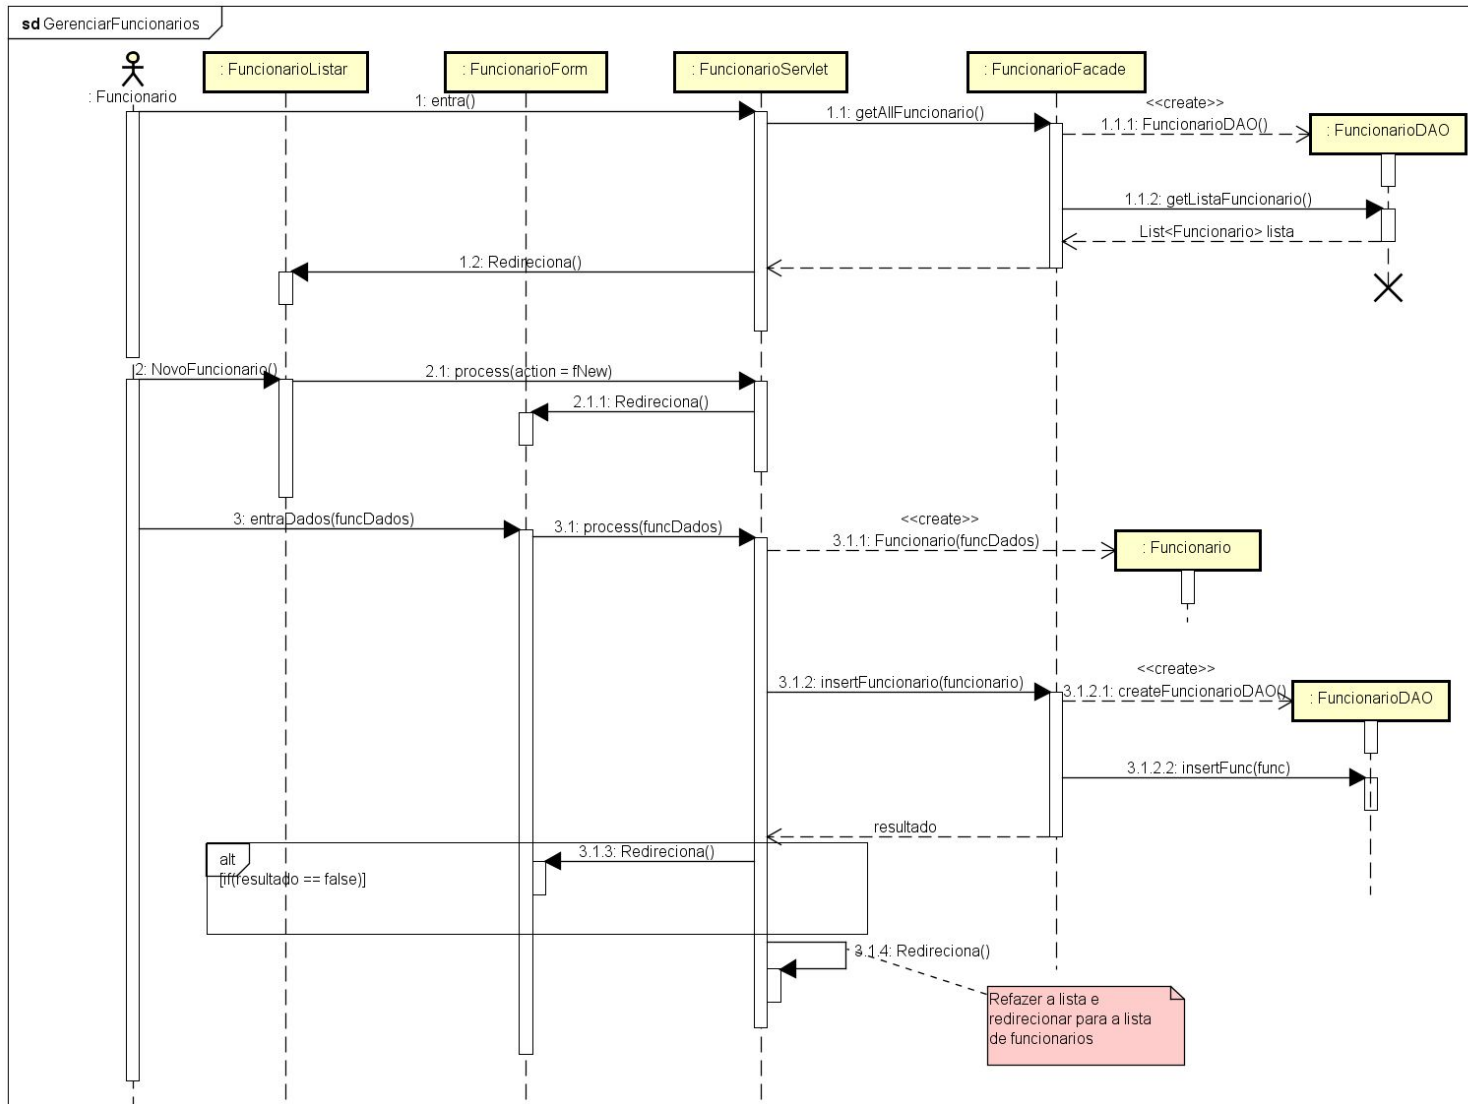 sd GerenciarFuncionarios
: Funcionario
: FuncionarioListar
: FuncionarioForm
: FuncionarioServlet
: FuncionarioFacade
1: entra()
1.1: getAllFuncionario()
<<create>>
1.1.1: FuncionarioDAO()
: FuncionarioDAO
1.1.2: getListaFuncionario()
List<Funcionario> lista
1.2: Redireciona()
2: NovoFuncionario()
2.1: process(action = fNew)
2.1.1: Redireciona()
3: entraDados(funcDados)
3.1: process(funcDados)
<<create>>
3.1.1: Funcionario(funcDados)
: Funcionario
3.1.2: insertFuncionario(funcionario)
<<create>>
3.1.2.1: createFuncionarioDAO()
: FuncionarioDAO
3.1.2.2: insertFunc(func)
resultado
alt
[if(resultado == false)]
3.1.3: Redireciona()
3.1.4: Redireciona()
Refazer a lista e
redirecionar para a lista
de funcionarios